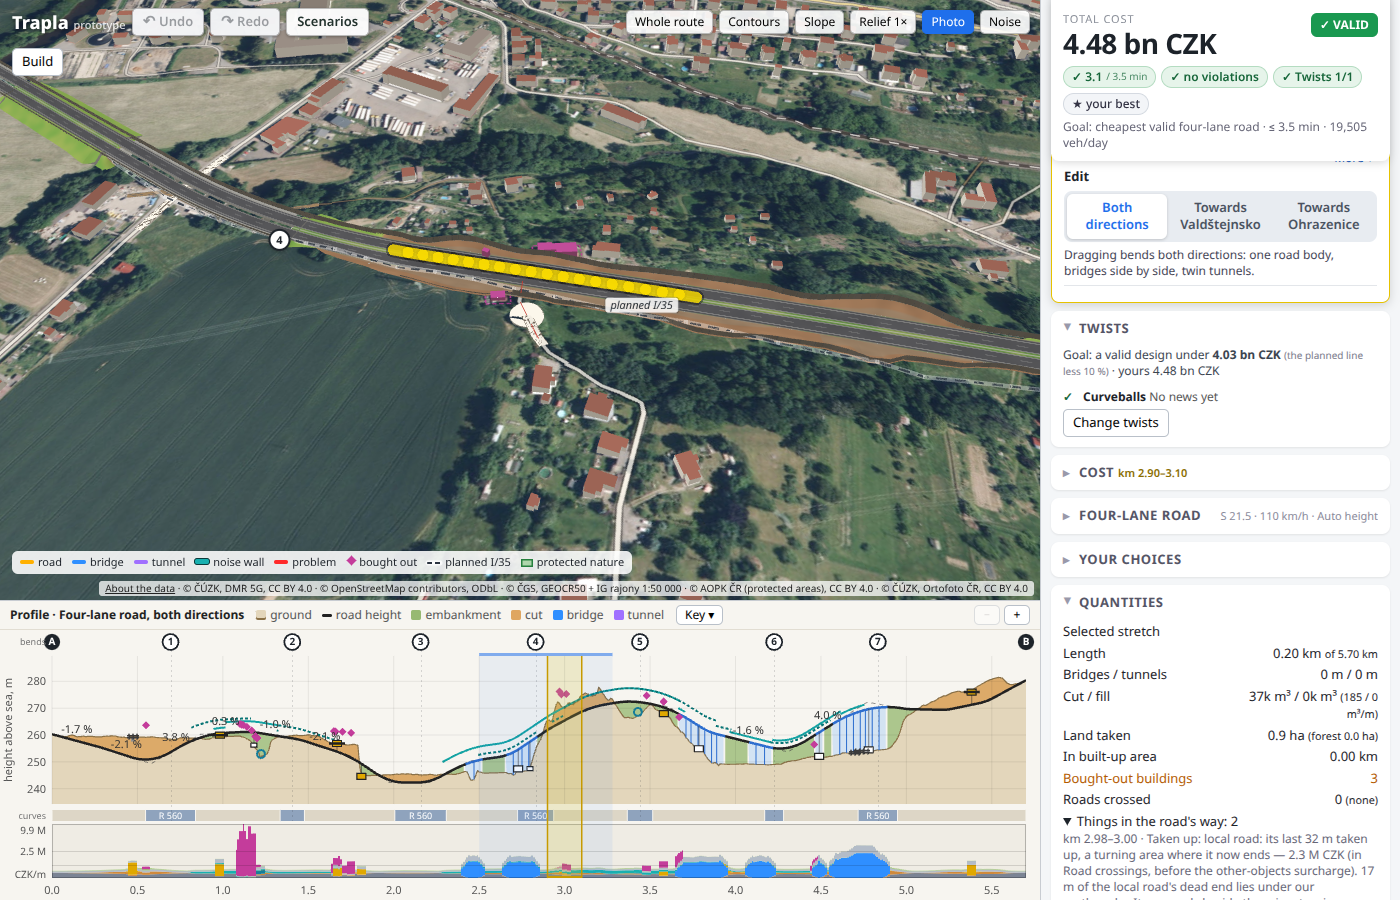 Trapla prototype
↶ Undo
↷ Redo
Scenarios
Whole route
Contours
Slope
Relief 1×
Photo
Noise
Build
4
planned I/35
road
bridge
tunnel
noise wall
problem
bought out
planned I/35
protected nature
About the data · © ČÚZK, DMR 5G, CC BY 4.0 · © OpenStreetMap contributors, ODbL · © ČGS, GEOCR50 + IG rajony 1:50 000 · © AOPK ČR (protected areas), CC BY 4.0 · © ČÚZK, Ortofoto ČR, CC BY 4.0
Profile · Four-lane road, both directions
ground
road height
embankment
cut
bridge
tunnel
Key ▾
−
+
bends
A 1 2 3 4 5 6 7 B
height above sea, m
280
270
260
250
240
-1.7 %
-2.1 %
3.8 %
0.3 %
-1.0 %
-2.1 %
-1.6 %
4.0 %
curves
R 560
R 560
R 560
R 560
9.9 M
2.5 M
CZK/m
0.0 0.5 1.0 1.5 2.0 2.5 3.0 3.5 4.0 4.5 5.0 5.5
TOTAL COST
✓ VALID
4.48 bn CZK
✓ 3.1 / 3.5 min
✓ no violations
✓ Twists 1/1
★ your best
Goal: cheapest valid four-lane road · ≤ 3.5 min · 19,505
veh/day
Edit
Both
directions
Towards
Valdštejnsko
Towards
Ohrazenice
Dragging bends both directions: one road body,
bridges side by side, twin tunnels.
▼ TWISTS
Goal: a valid design under 4.03 bn CZK (the planned line
less 10 %) · yours 4.48 bn CZK
✓ Curveballs No news yet
Change twists
▶ COST km 2.90–3.10
▶ FOUR-LANE ROAD S 21.5 · 110 km/h · Auto height
▶ YOUR CHOICES
▼ QUANTITIES
Selected stretch
Length 0.20 km of 5.70 km
Bridges / tunnels 0 m / 0 m
Cut / fill 37k m³ / 0k m³ (185 / 0
m³/m)
Land taken 0.9 ha (forest 0.0 ha)
In built-up area 0.00 km
Bought-out buildings 3
Roads crossed 0 (none)
▼ Things in the road's way: 2
km 2.98–3.00 · Taken up: local road: its last 32 m taken
up, a turning area where it now ends — 2.3 M CZK (in
Road crossings, before the other-objects surcharge). 17
m of the local road's dead end lies under our